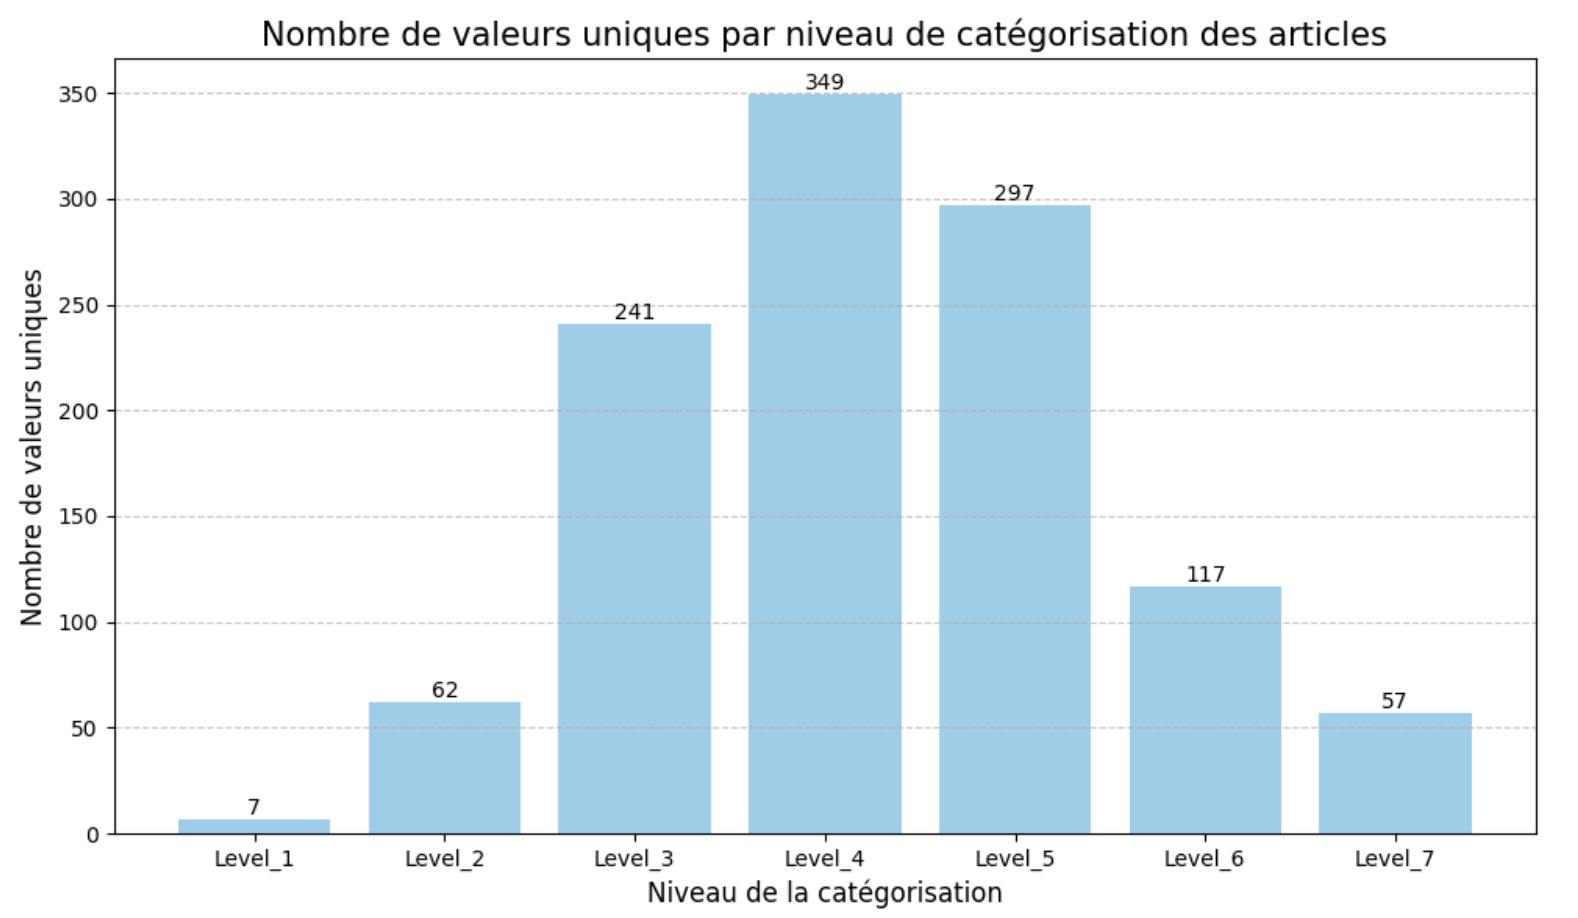 Nombre de valeurs uniques par niveau de catégorisation des articles
Nombre de valeurs uniques
350
300
250
200
150
100
50
0
7
62
241
349
297
117
57
Level_1
Level_2
Level_3
Level_4
Level_5
Level_6
Level_7
Niveau de la catégorisation